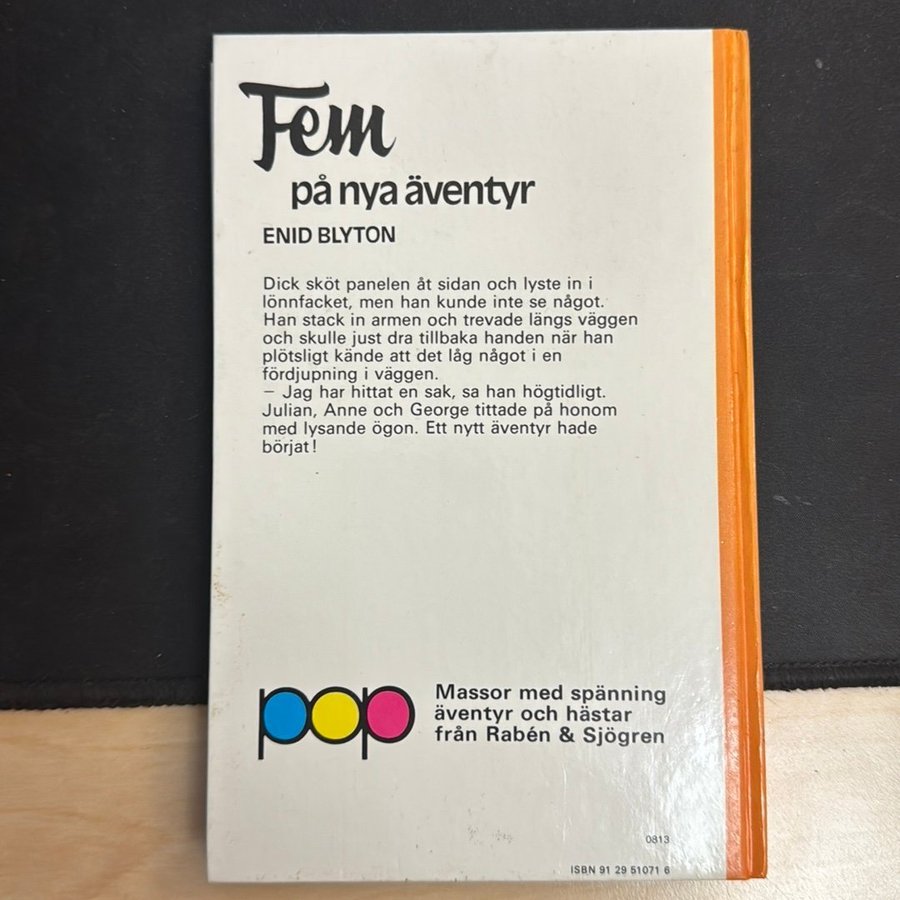 Fem
på nya äventyr
ENID BLYTON
Dick sköt panelen åt sidan och lyste in i
lönnfacket, men han kunde inte se något.
Han stack in armen och trevade längs väggen
och skulle just dra tillbaka handen när han
plötsligt kände att det låg något i en
fördjupning i väggen.
– Jag har hittat en sak, sa han högtidligt.
Julian, Anne och George tittade på honom
med lysande ögon. Ett nytt äventyr hade
börjat!
pop
Massor med spänning
äventyr och hästar
från Rabén & Sjögren
0813
ISBN 91 29 51071 6